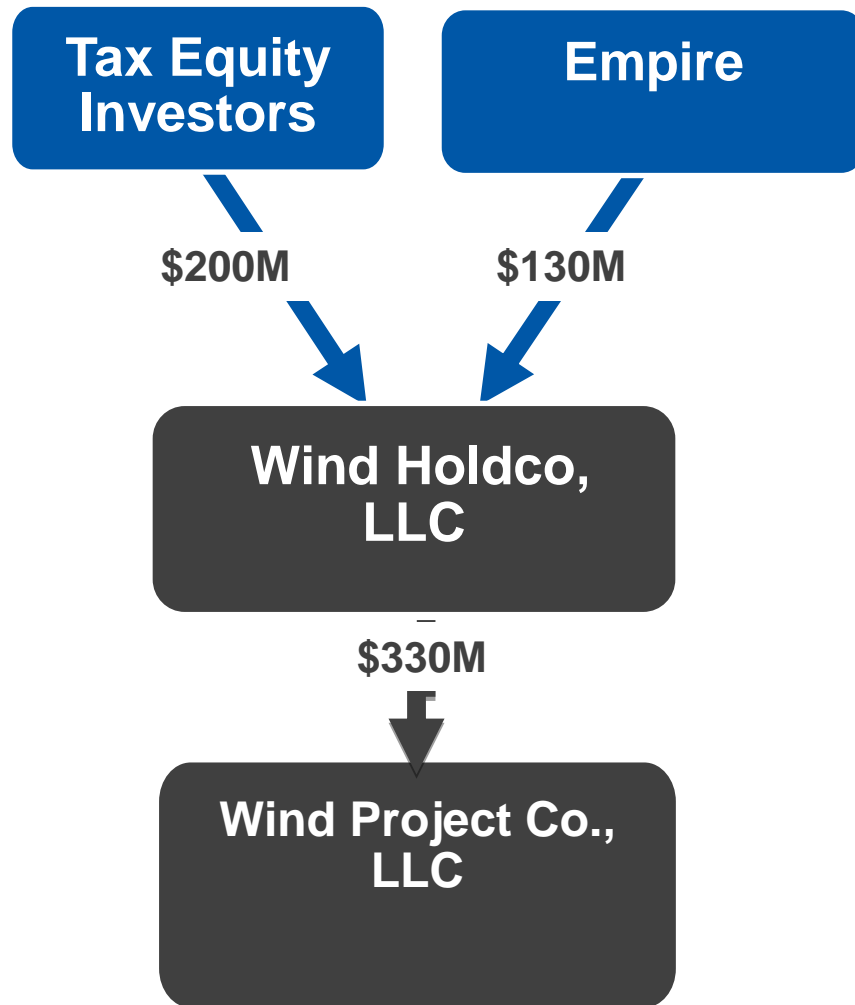 Tax Equity
Investors
Empire
$200M
$130M
Wind Holdco,
LLC
$330M
Wind Project Co.,
LLC